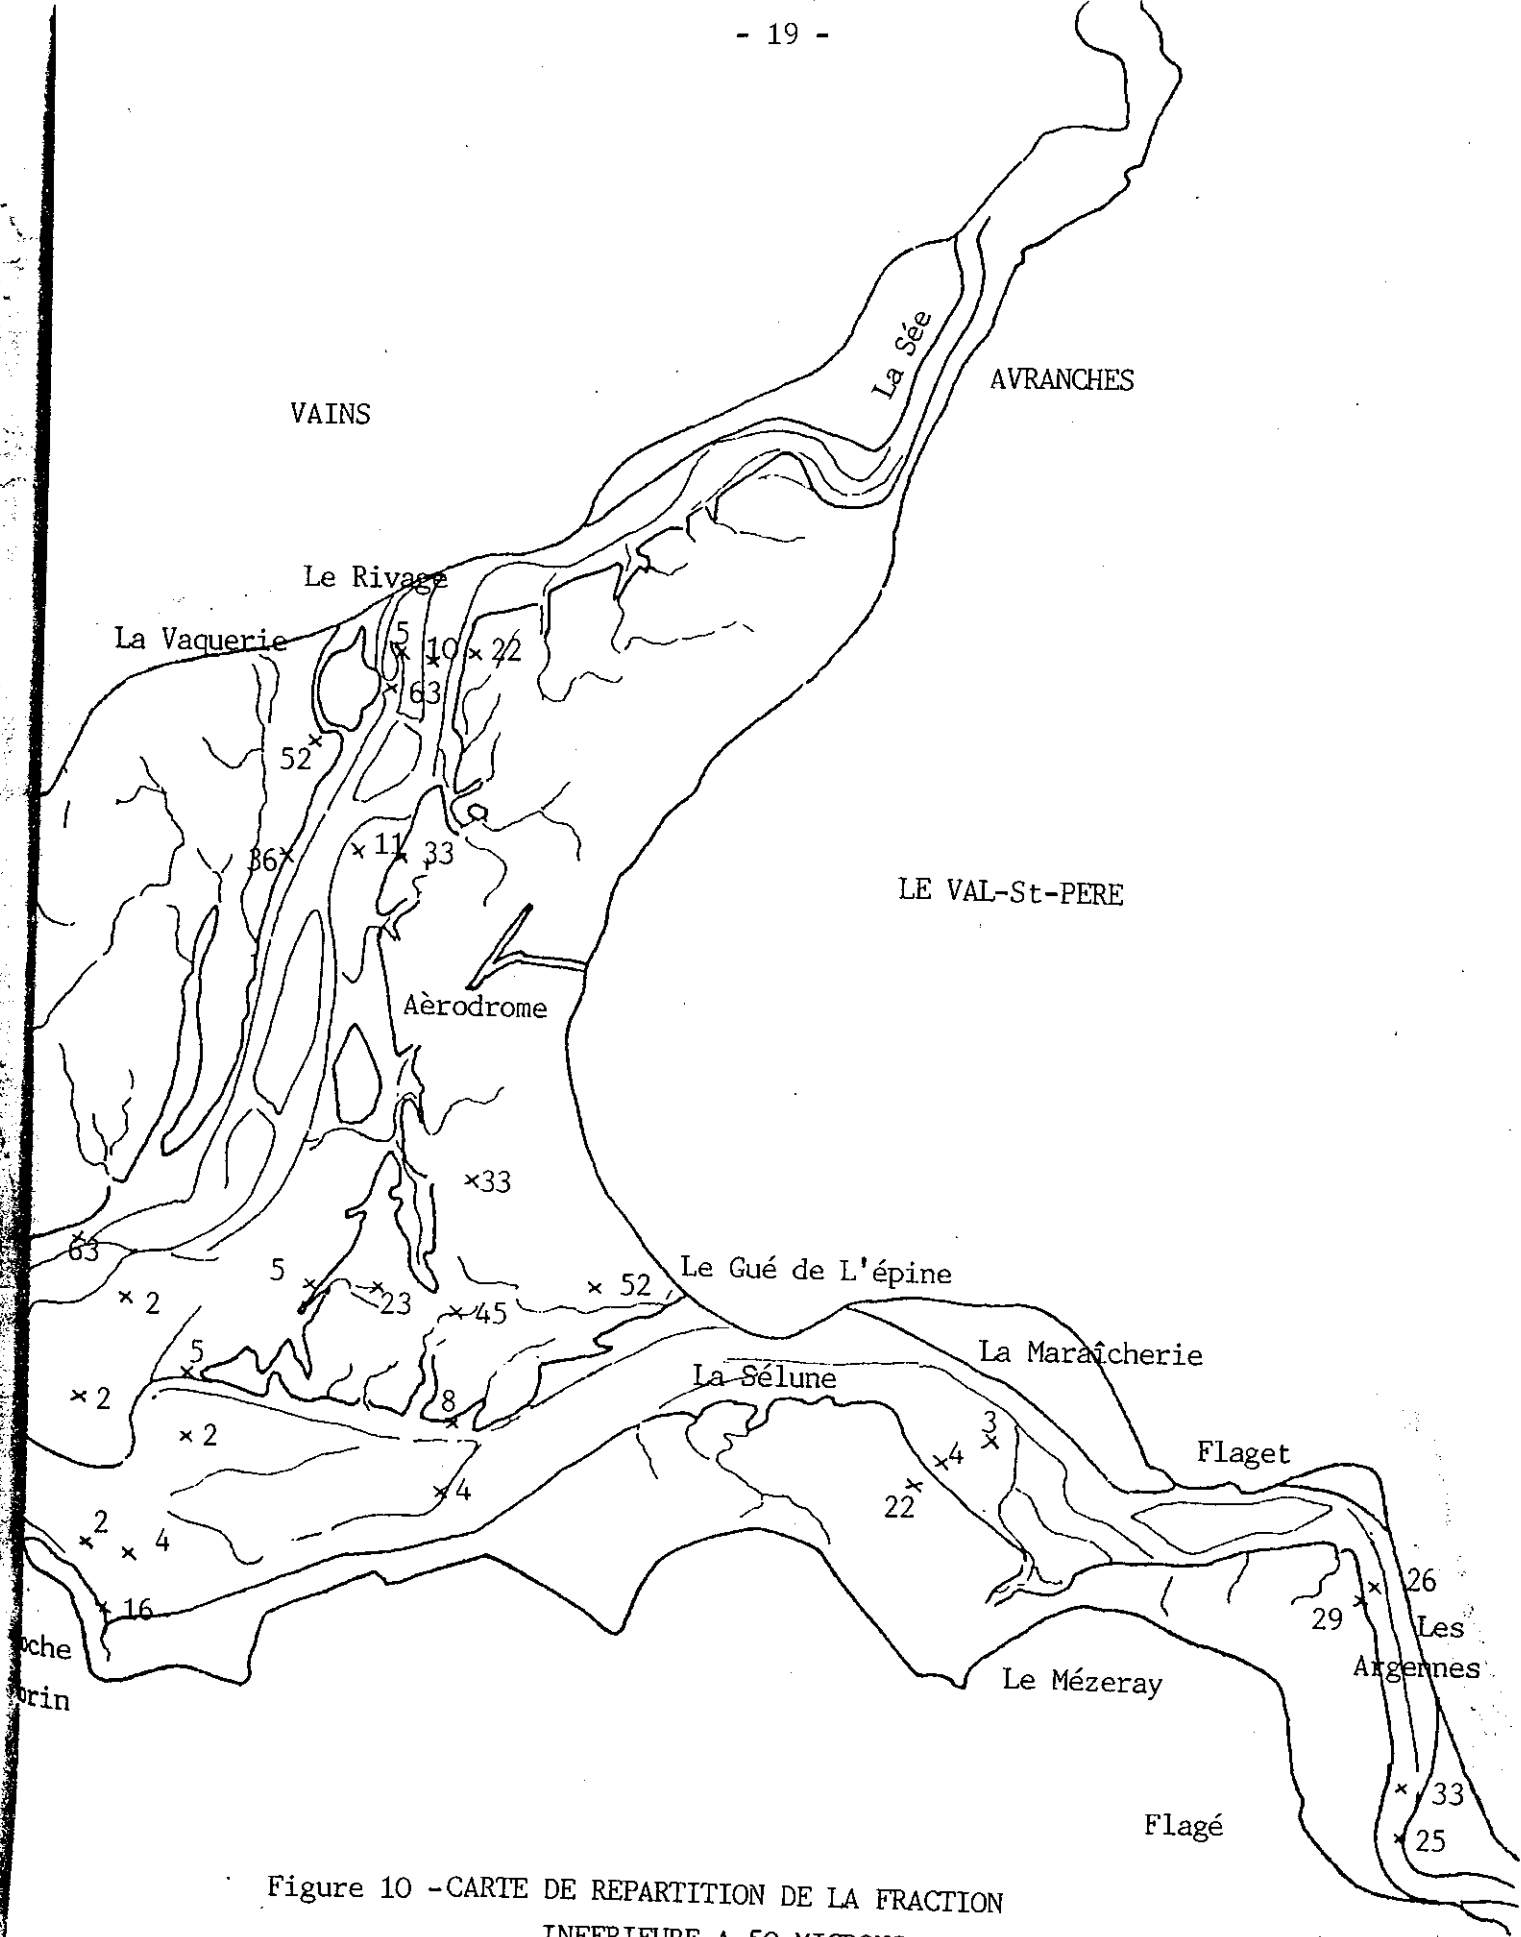 - 19 -
La Sée
AVRANCHES
VAINS
Le Rivage
La Vaquerie
5
10
22
63
52
36
11
33
LE VAL-St-PERE
Aèrodrome
33
63
Le Gué de L'épine
5
52
2
23
45
5
La Maraîcherie
La Sélune
2
8
3
2
4
Flaget
4
22
2
4
26
16
29
Les
Argennes
Le Mézeray
33
Flagé
25
Figure 10 -CARTE DE REPARTITION DE LA FRACTION
INFERIEURE A 50 MICRONS